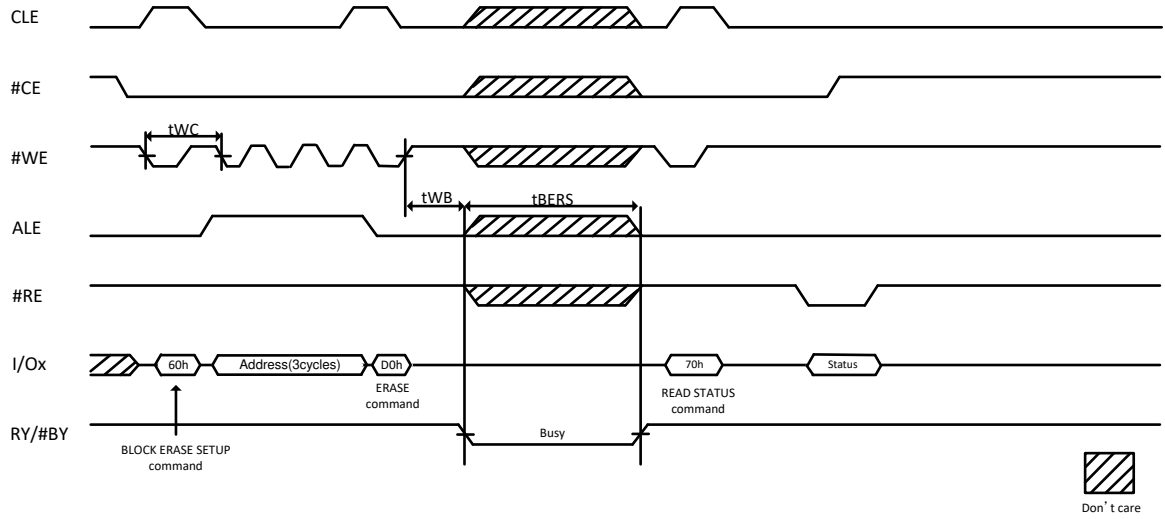 CLE
#CE
tWC
#WE
tWB
tBERS
ALE
#RE
I/Ox
60h
Address(3cycles)
D0h
70h
Status
ERASE
command
READ STATUS
command
RY/#BY
Busy
BLOCK ERASE SETUP
command
Don’t care